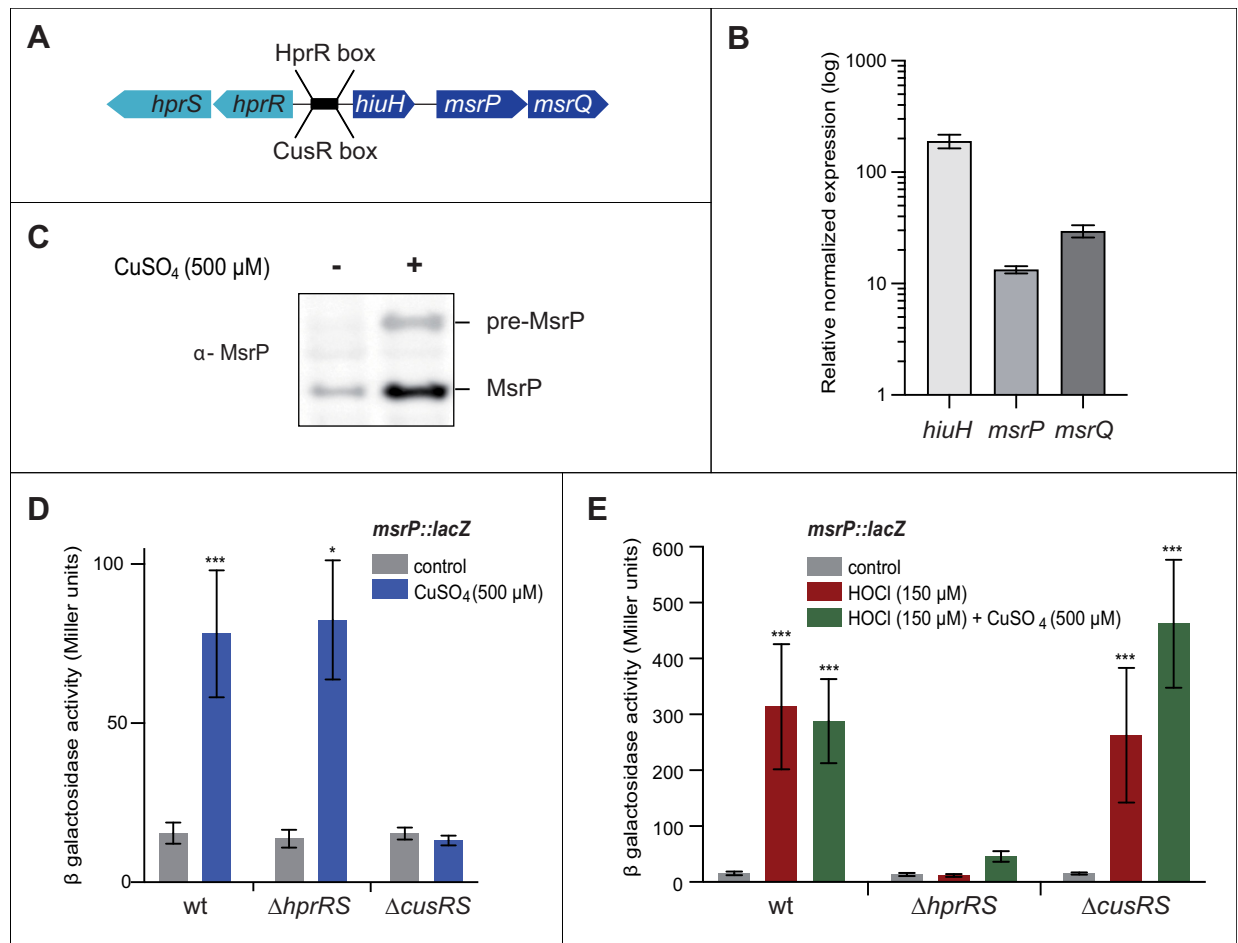 A
HprR box
hprS hprR hiuH msrP msrQ
CusR box
B
Relative normalized expression (log)
1000
100
10
1
hiuH msrP msrQ
C
CuSO4 (500 µM) - +
α- MsrP
pre-MsrP
MsrP
D
msrP::lacZ
control
CuSO4 (500 µM)
β galactosidase activity (Miller units)
100
50
0
*** *
wt ΔhprRS ΔcusRS
E
msrP::lacZ
control
HOCl (150 µM)
HOCl (150 µM) + CuSO 4 (500 µM)
β galactosidase activity (Miller units)
600
500
400
300
200
100
0
*** *** *** ***
wt ΔhprRS ΔcusRS